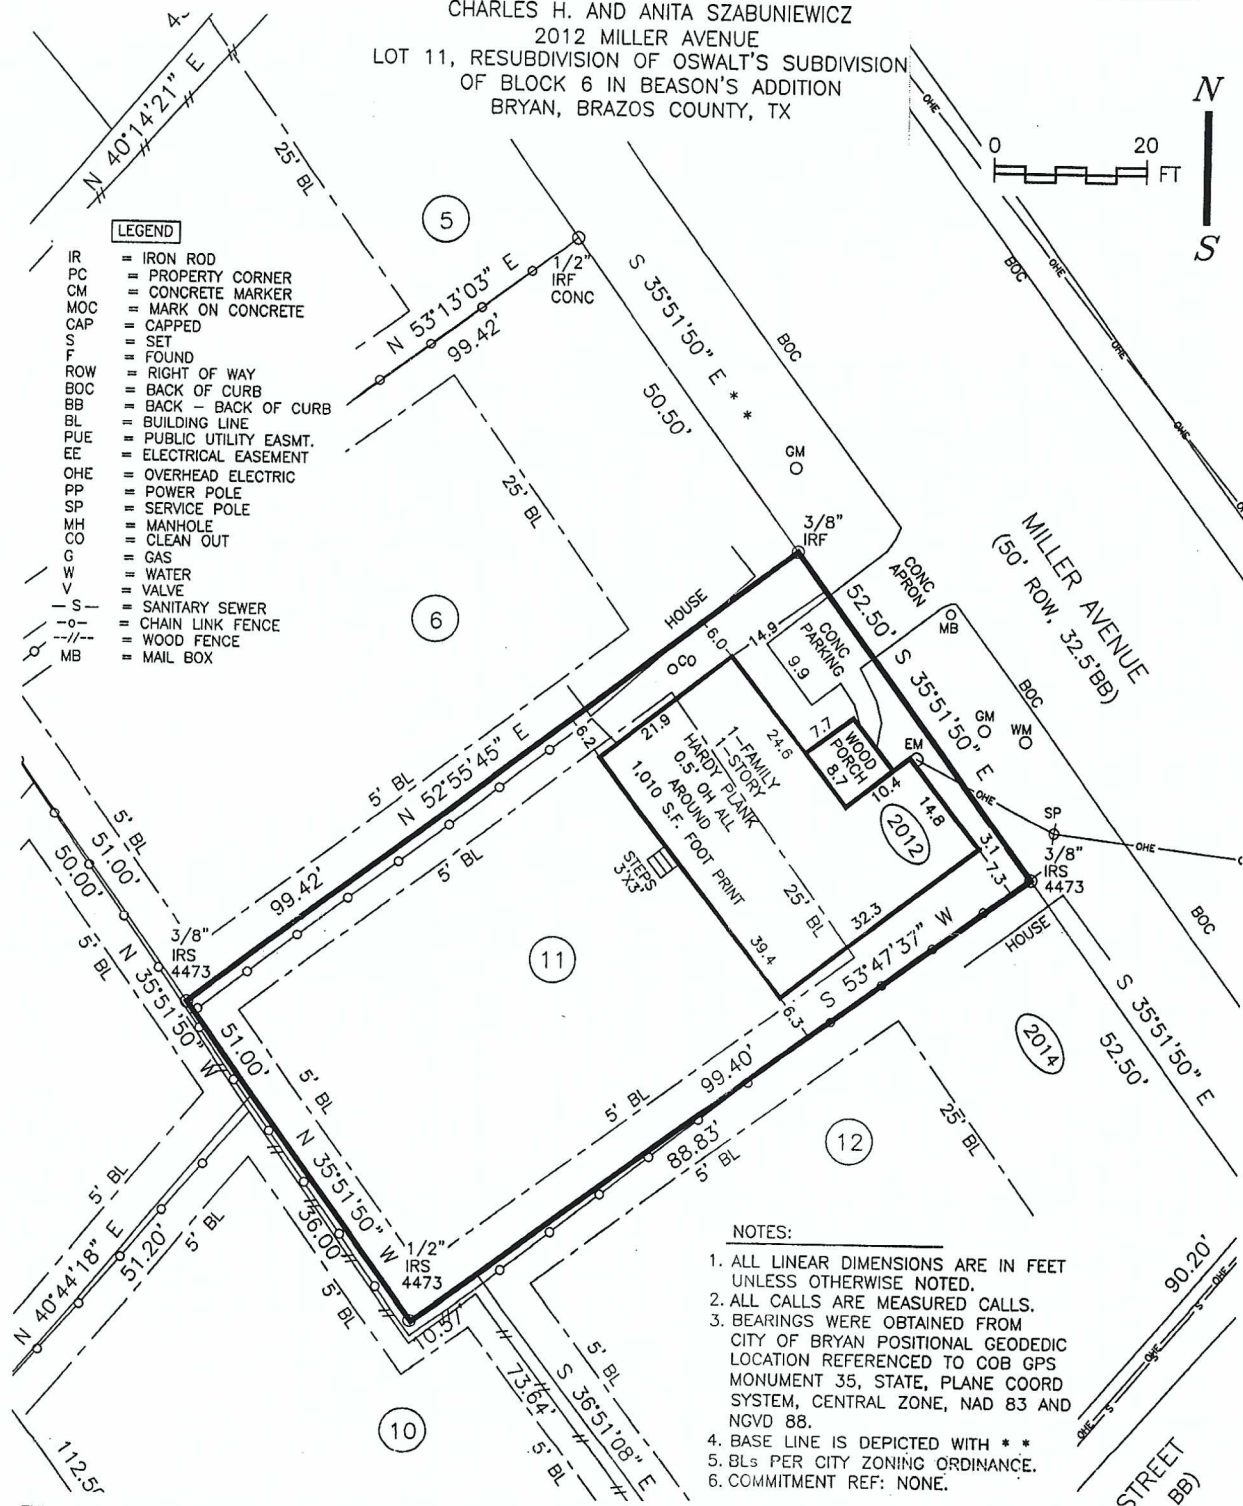 CHARLES H. AND ANITA SZABUNIEWICZ
2012 MILLER AVENUE
LOT 11, RESUBDIVISION OF OSWALT'S SUBDIVISION
OF BLOCK 6 IN BEASON'S ADDITION
BRYAN, BRAZOS COUNTY, TX
N
S
0 20
FT
N 40°14'21" E
25' BL
5
OHE
BOC
OHE
OHE
OHE
LEGEND
IR = IRON ROD
PC = PROPERTY CORNER
CM = CONCRETE MARKER
MOC = MARK ON CONCRETE
CAP = CAPPED
S = SET
F = FOUND
ROW = RIGHT OF WAY
BOC = BACK OF CURB
BB = BACK - BACK OF CURB
BL = BUILDING LINE
PUE = PUBLIC UTILITY EASMT.
EE = ELECTRICAL EASEMENT
OHE = OVERHEAD ELECTRIC
PP = POWER POLE
SP = SERVICE POLE
MH = MANHOLE
CO = CLEAN OUT
G = GAS
W = WATER
V = VALVE
—S— = SANITARY SEWER
-o- = CHAIN LINK FENCE
--//-- = WOOD FENCE
MB = MAIL BOX
1/2"
IRF
CONC
N 53°13'03" E
99.42'
S 35°51'50" E * *
50.50'
BOC
GM
25' BL
3/8"
IRF
MILLER AVENUE
(50' ROW, 32.5'BB)
CONC
APRON
MB
BOC
GM
WM
6
HOUSE
52.50'
S 35°51'50" E
6.0
14.9
CONC
PARKING
9.9
CO
21.9
6.2
24.6
7.7
WOOD
PORCH
8.7
EM
10.4
14.8
2012
OHE
SP
OHE
3.1
7.3
3/8"
IRS
4473
BOC
1-FAMILY
1-STORY
HARDY PLANK
0.5' OH ALL
AROUND
1,010 S.F. FOOT PRINT
STEPS
3'X3'
25' BL
32.3
39.4
6.3
5' BL
N 52°55'45" E
99.42'
5' BL
5' BL
51.00'
50.00'
5' BL
N 35°51'50" W
3/8"
IRS
4473
11
S 53°47'37" W
HOUSE
2014
S 35°51'50" E
52.50'
51.00'
5' BL
N 35°51'50" W
36.00'
99.40'
5' BL
88.83'
5' BL
12
25' BL
5' BL
N 40°44'18" E
51.20'
5' BL
1/2"
IRS
4473
5' BL
10.57'
73.64'
5' BL
5' BL
S 36°51'08" E
10
112.50'
NOTES:
1. ALL LINEAR DIMENSIONS ARE IN FEET
UNLESS OTHERWISE NOTED.
2. ALL CALLS ARE MEASURED CALLS.
3. BEARINGS WERE OBTAINED FROM
CITY OF BRYAN POSITIONAL GEODEDIC
LOCATION REFERENCED TO COB GPS
MONUMENT 35, STATE, PLANE COORD
SYSTEM, CENTRAL ZONE, NAD 83 AND
NGVD 88.
4. BASE LINE IS DEPICTED WITH * *
5. BLs PER CITY ZONING ORDINANCE.
6. COMMITMENT REF: NONE.
90.20'
OHE
S
S
OHE
S
OHE
STREET
BB)